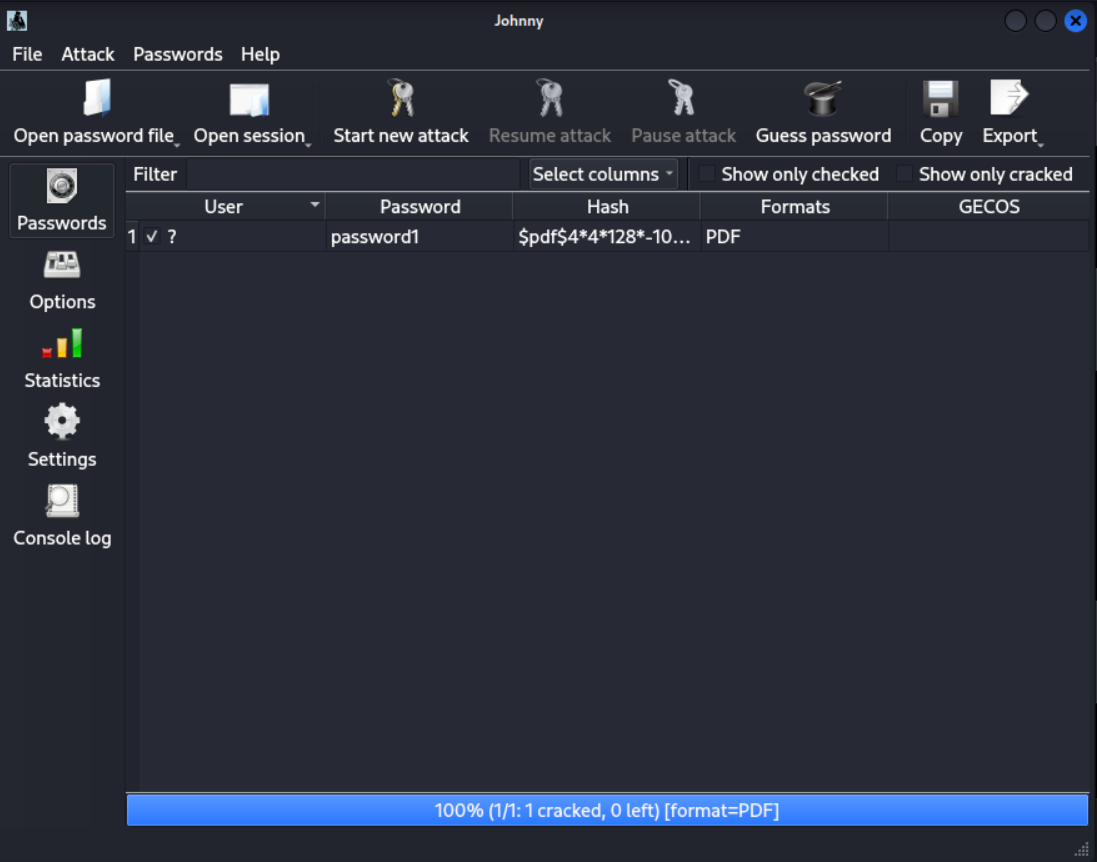 Johnny
File Attack Passwords Help
Open password file Open session Start new attack Resume attack Pause attack Guess password Copy Export
Passwords
Options
Statistics
Settings
Console log
Filter Select columns Show only checked Show only cracked
User Password Hash Formats GECOS
1 ? password1 $pdf$4*4*128*-10... PDF
100% (1/1: 1 cracked, 0 left) [format=PDF]